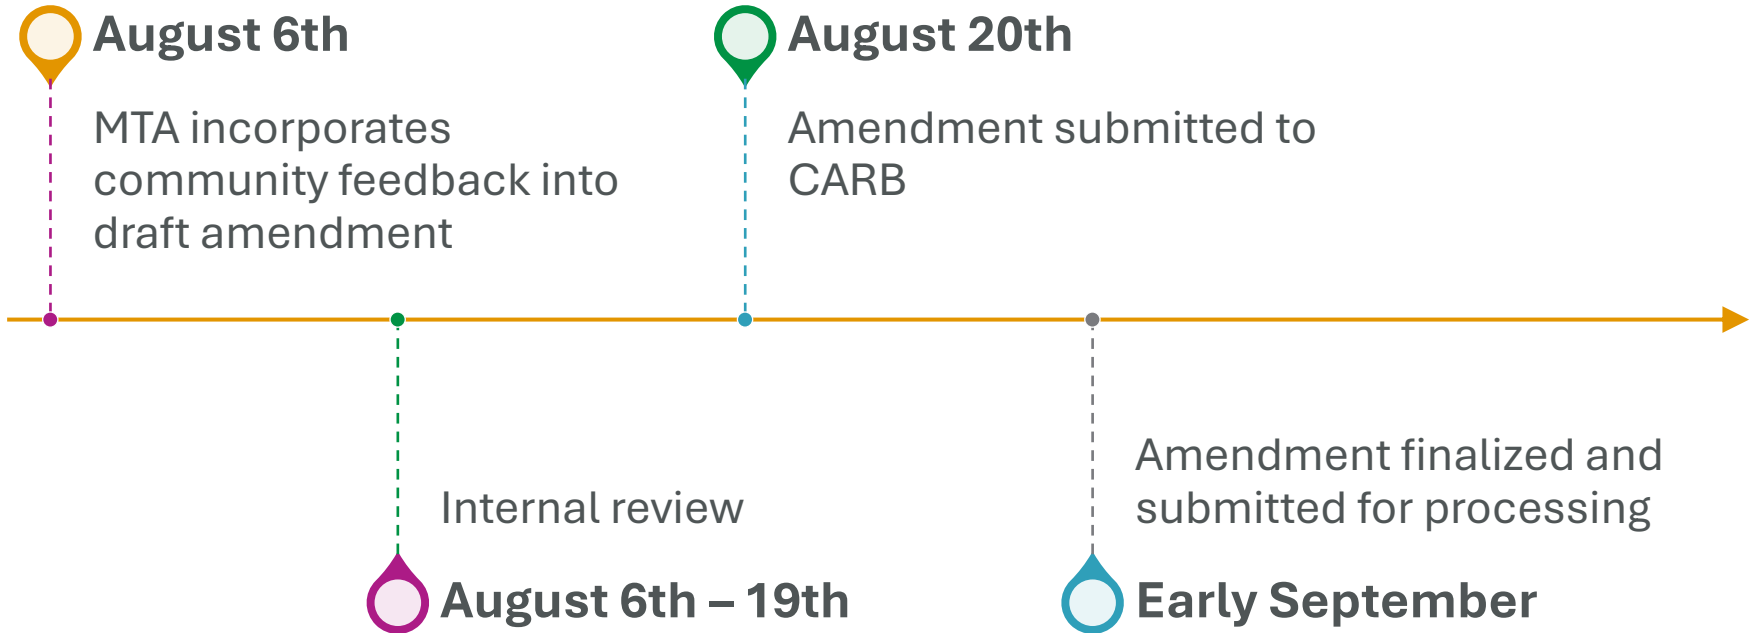 August 6th
MTA incorporates
community feedback into
draft amendment
Internal review
August 6th – 19th
August 20th
Amendment submitted to
CARB
Amendment finalized and
submitted for processing
Early September